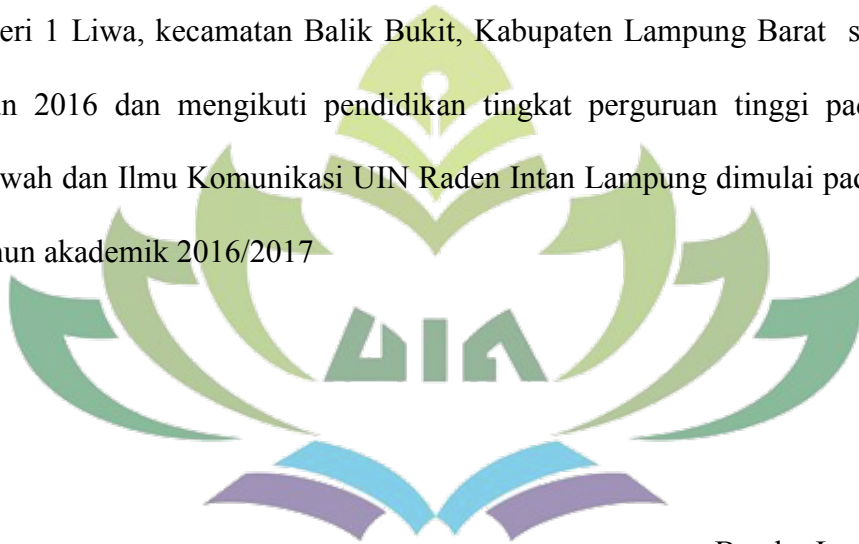 eri 1 Liwa, kecamatan Balik Bukit, Kabupaten Lampung Barat s
n 2016 dan mengikuti pendidikan tingkat perguruan tinggi pa
wah dan Ilmu Komunikasi UIN Raden Intan Lampung dimulai pa
un akademik 2016/2017
UIN